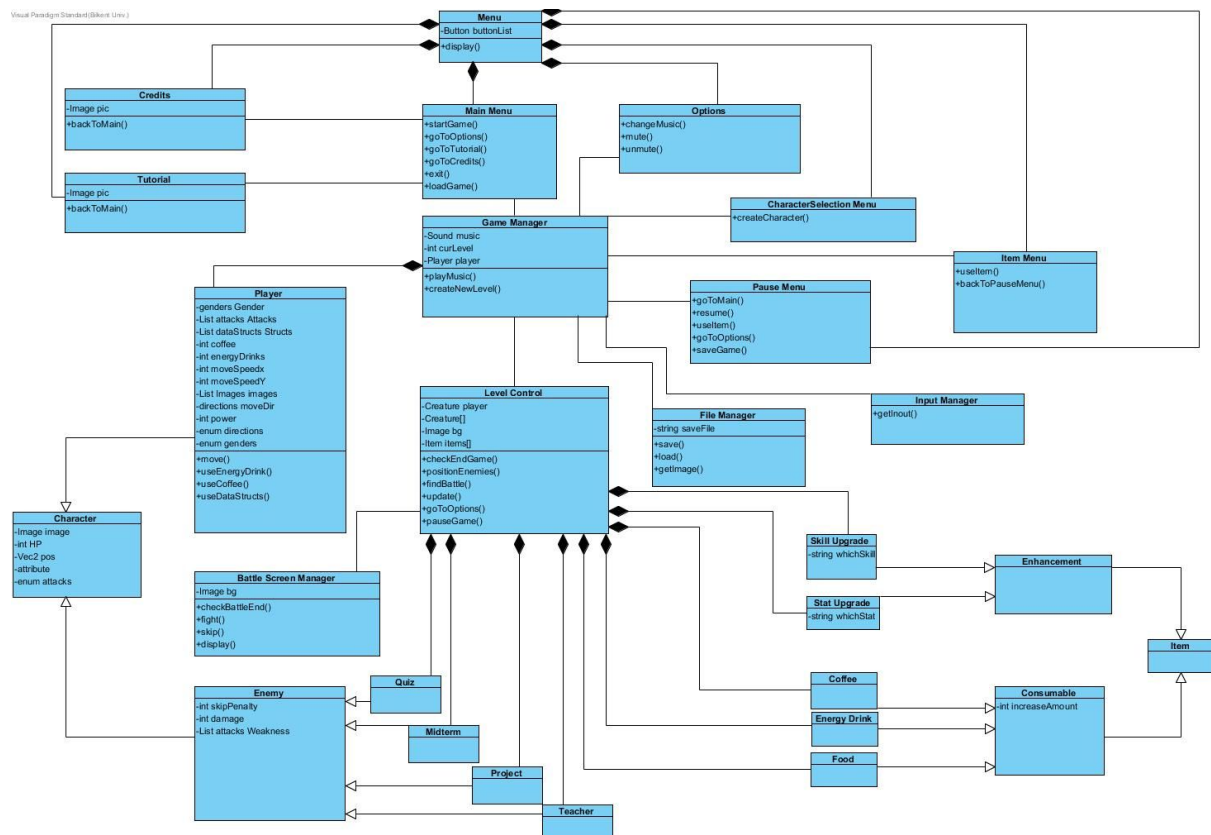 Visual Paradigm Standard(Bilkent Univ.)
Menu
-Button buttonList
+display()
Credits
-Image pic
+backToMain()
Main Menu
+startGame()
+goToOptions()
+goToTutorial()
+goToCredits()
+exit()
+loadGame()
Options
+changeMusic()
+mute()
+unmute()
Tutorial
-Image pic
+backToMain()
CharacterSelection Menu
+createCharacter()
Game Manager
-Sound music
-int curLevel
-Player player
+playMusic()
+createNewLevel()
Item Menu
+useItem()
+backToPauseMenu()
Pause Menu
+goToMain()
+resume()
+useItem()
+goToOptions()
+saveGame()
Player
-genders Gender
-List attacks Attacks
-List dataStructs Structs
-int coffee
-int energyDrinks
-int moveSpeedx
-int moveSpeedY
-List Images images
-directions moveDir
-int power
-enum directions
-enum genders
+move()
+useEnergyDrink()
+useCoffee()
+useDataStructs()
Level Control
-Creature player
-Creature[]
-Image bg
-Item items[]
+checkEndGame()
+positionEnemies()
+findBattle()
+update()
+goToOptions()
+pauseGame()
File Manager
-string saveFile
+save()
+load()
+getImage()
Input Manager
+getInout()
Character
-Image image
-int HP
-Vec2 pos
-attribute
-enum attacks
Battle Screen Manager
-Image bg
+checkBattleEnd()
+fight()
+skip()
+display()
Skill Upgrade
-string whichSkill
Enhancement
Stat Upgrade
-string whichStat
Item
Enemy
-int skipPenalty
-int damage
-List attacks Weakness
Quiz
Midterm
Project
Teacher
Coffee
Energy Drink
Food
Consumable
-int increaseAmount